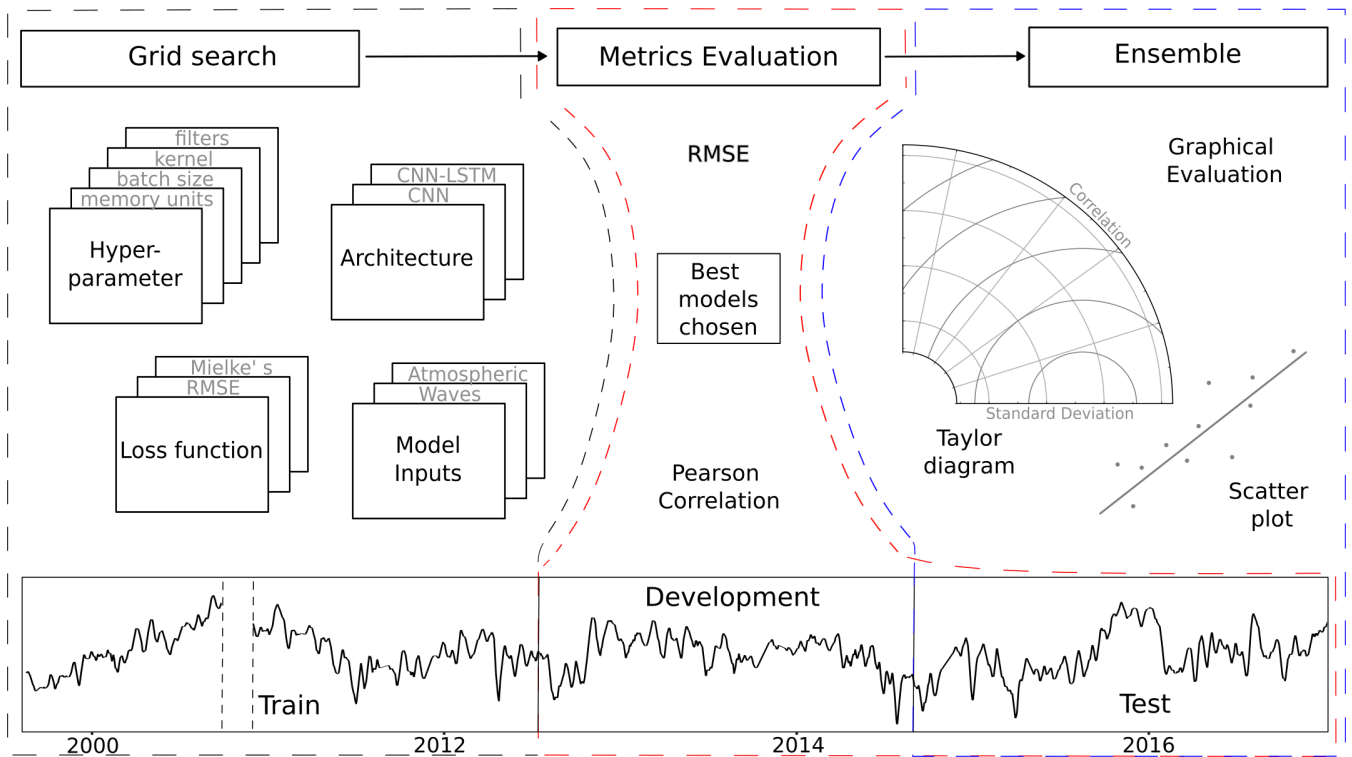 Grid search
Metrics Evaluation
Ensemble
filters
kernel
batch size
memory units
Hyper-
parameter
CNN-LSTM
CNN
Architecture
Mielke' s
RMSE
Loss function
Atmospheric
Waves
Model
Inputs
RMSE
Best
models
chosen
Pearson
Correlation
Graphical
Evaluation
Correlation
Standard Deviation
Taylor
diagram
Scatter
plot
Development
Train
Test
2000
2012
2014
2016